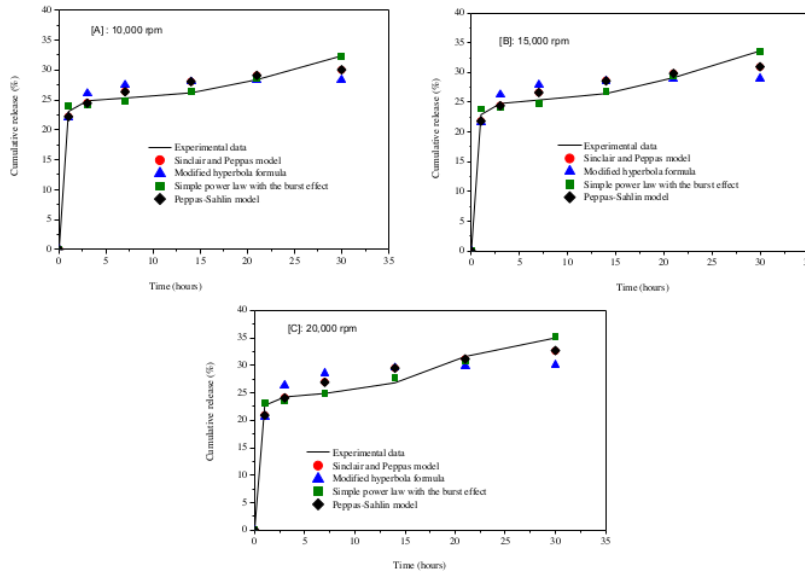 [A] : 10,000 rpm
40
35
30
25
20
15
10
5
0
Cumulative release (%)
Experimental data
Sinclair and Peppas model
Modified hyperbola formula
Simple power law with the burst effect
Peppas-Sahlin model
0 5 10 15 20 25 30 35
Time (hours)
[B]: 15,000 rpm
40
35
30
25
20
15
10
5
0
Cumulative release (%)
Experimental data
Sinclair and Peppas model
Modified hyperbola formula
Simple power law with the burst effect
Peppas-Sahlin model
0 5 10 15 20 25 30 35
Time (hours)
[C]: 20,000 rpm
40
35
30
25
20
15
10
5
0
Cumulative release (%)
Experimental data
Sinclair and Peppas model
Modified hyperbola formula
Simple power law with the burst effect
Peppas-Sahlin model
0 5 10 15 20 25 30 35
Time (hours)